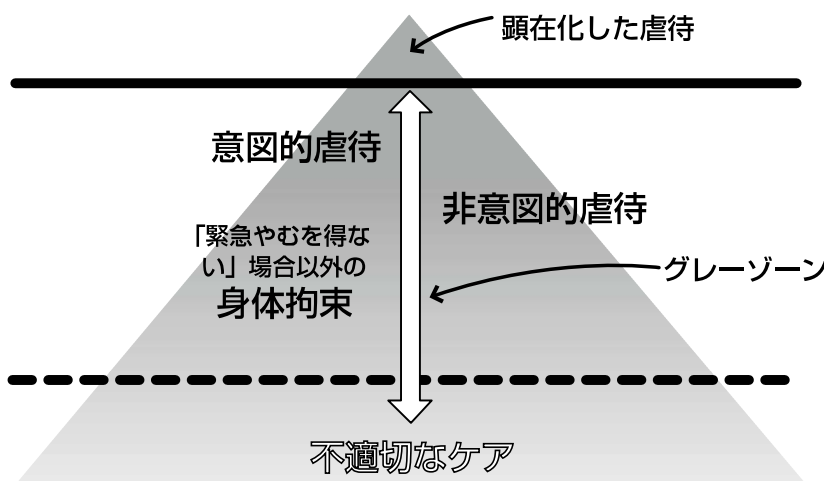 顕在化した虐待
意図的虐待
非意図的虐待
「緊急やむを得な
い」場合以外の
身体拘束
グレーゾーン
不適切なケア